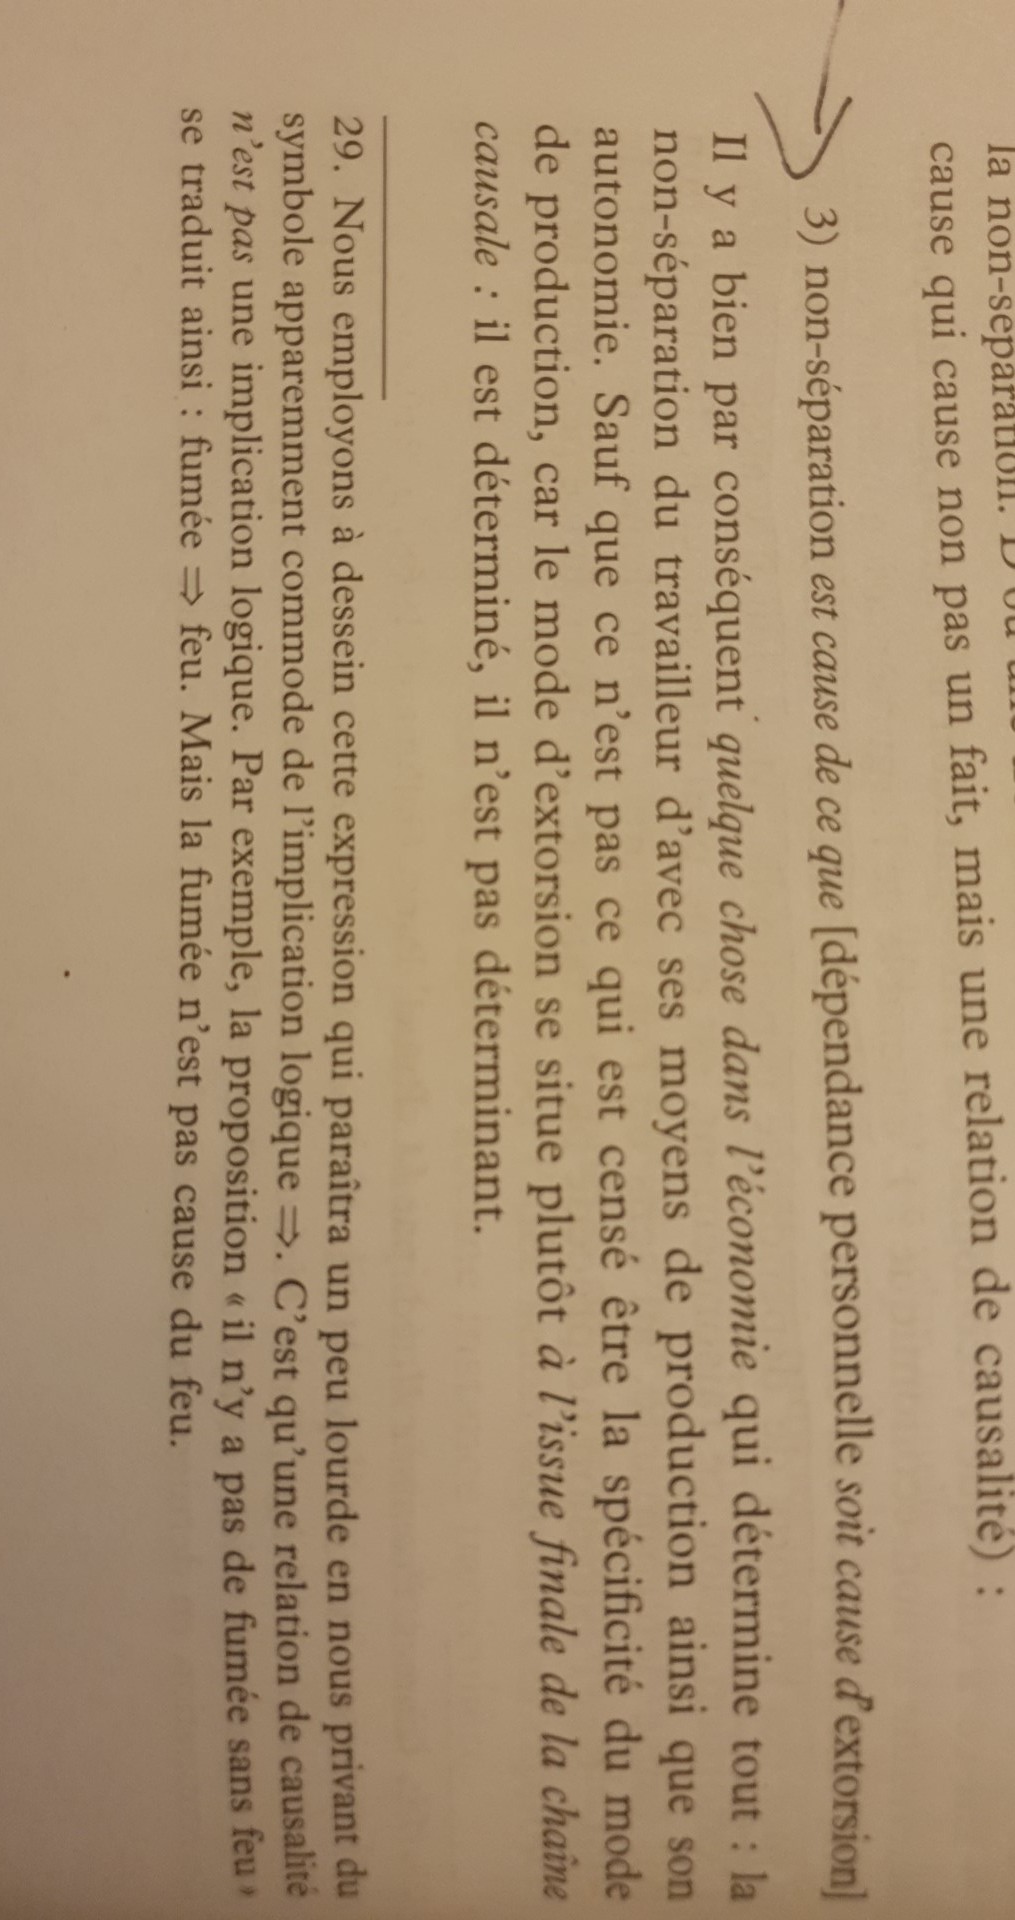 la non-séparation. D'où une
cause qui cause non pas un fait, mais une relation de causalité) :
3) non-séparation est cause de ce que [dépendance personnelle soit cause d'extorsion]
Il y a bien par conséquent quelque chose dans l'économie qui détermine tout : la
non-séparation du travailleur d'avec ses moyens de production ainsi que son
autonomie. Sauf que ce n'est pas ce qui est censé être la spécificité du mode
de production, car le mode d'extorsion se situe plutôt à l'issue finale de la chaîne
causale : il est déterminé, il n'est pas déterminant.
29. Nous employons à dessein cette expression qui paraîtra un peu lourde en nous privant du
symbole apparemment commode de l'implication logique ⇒. C'est qu'une relation de causalité
n'est pas une implication logique. Par exemple, la proposition « il n'y a pas de fumée sans feu »
se traduit ainsi : fumée ⇒ feu. Mais la fumée n'est pas cause du feu.